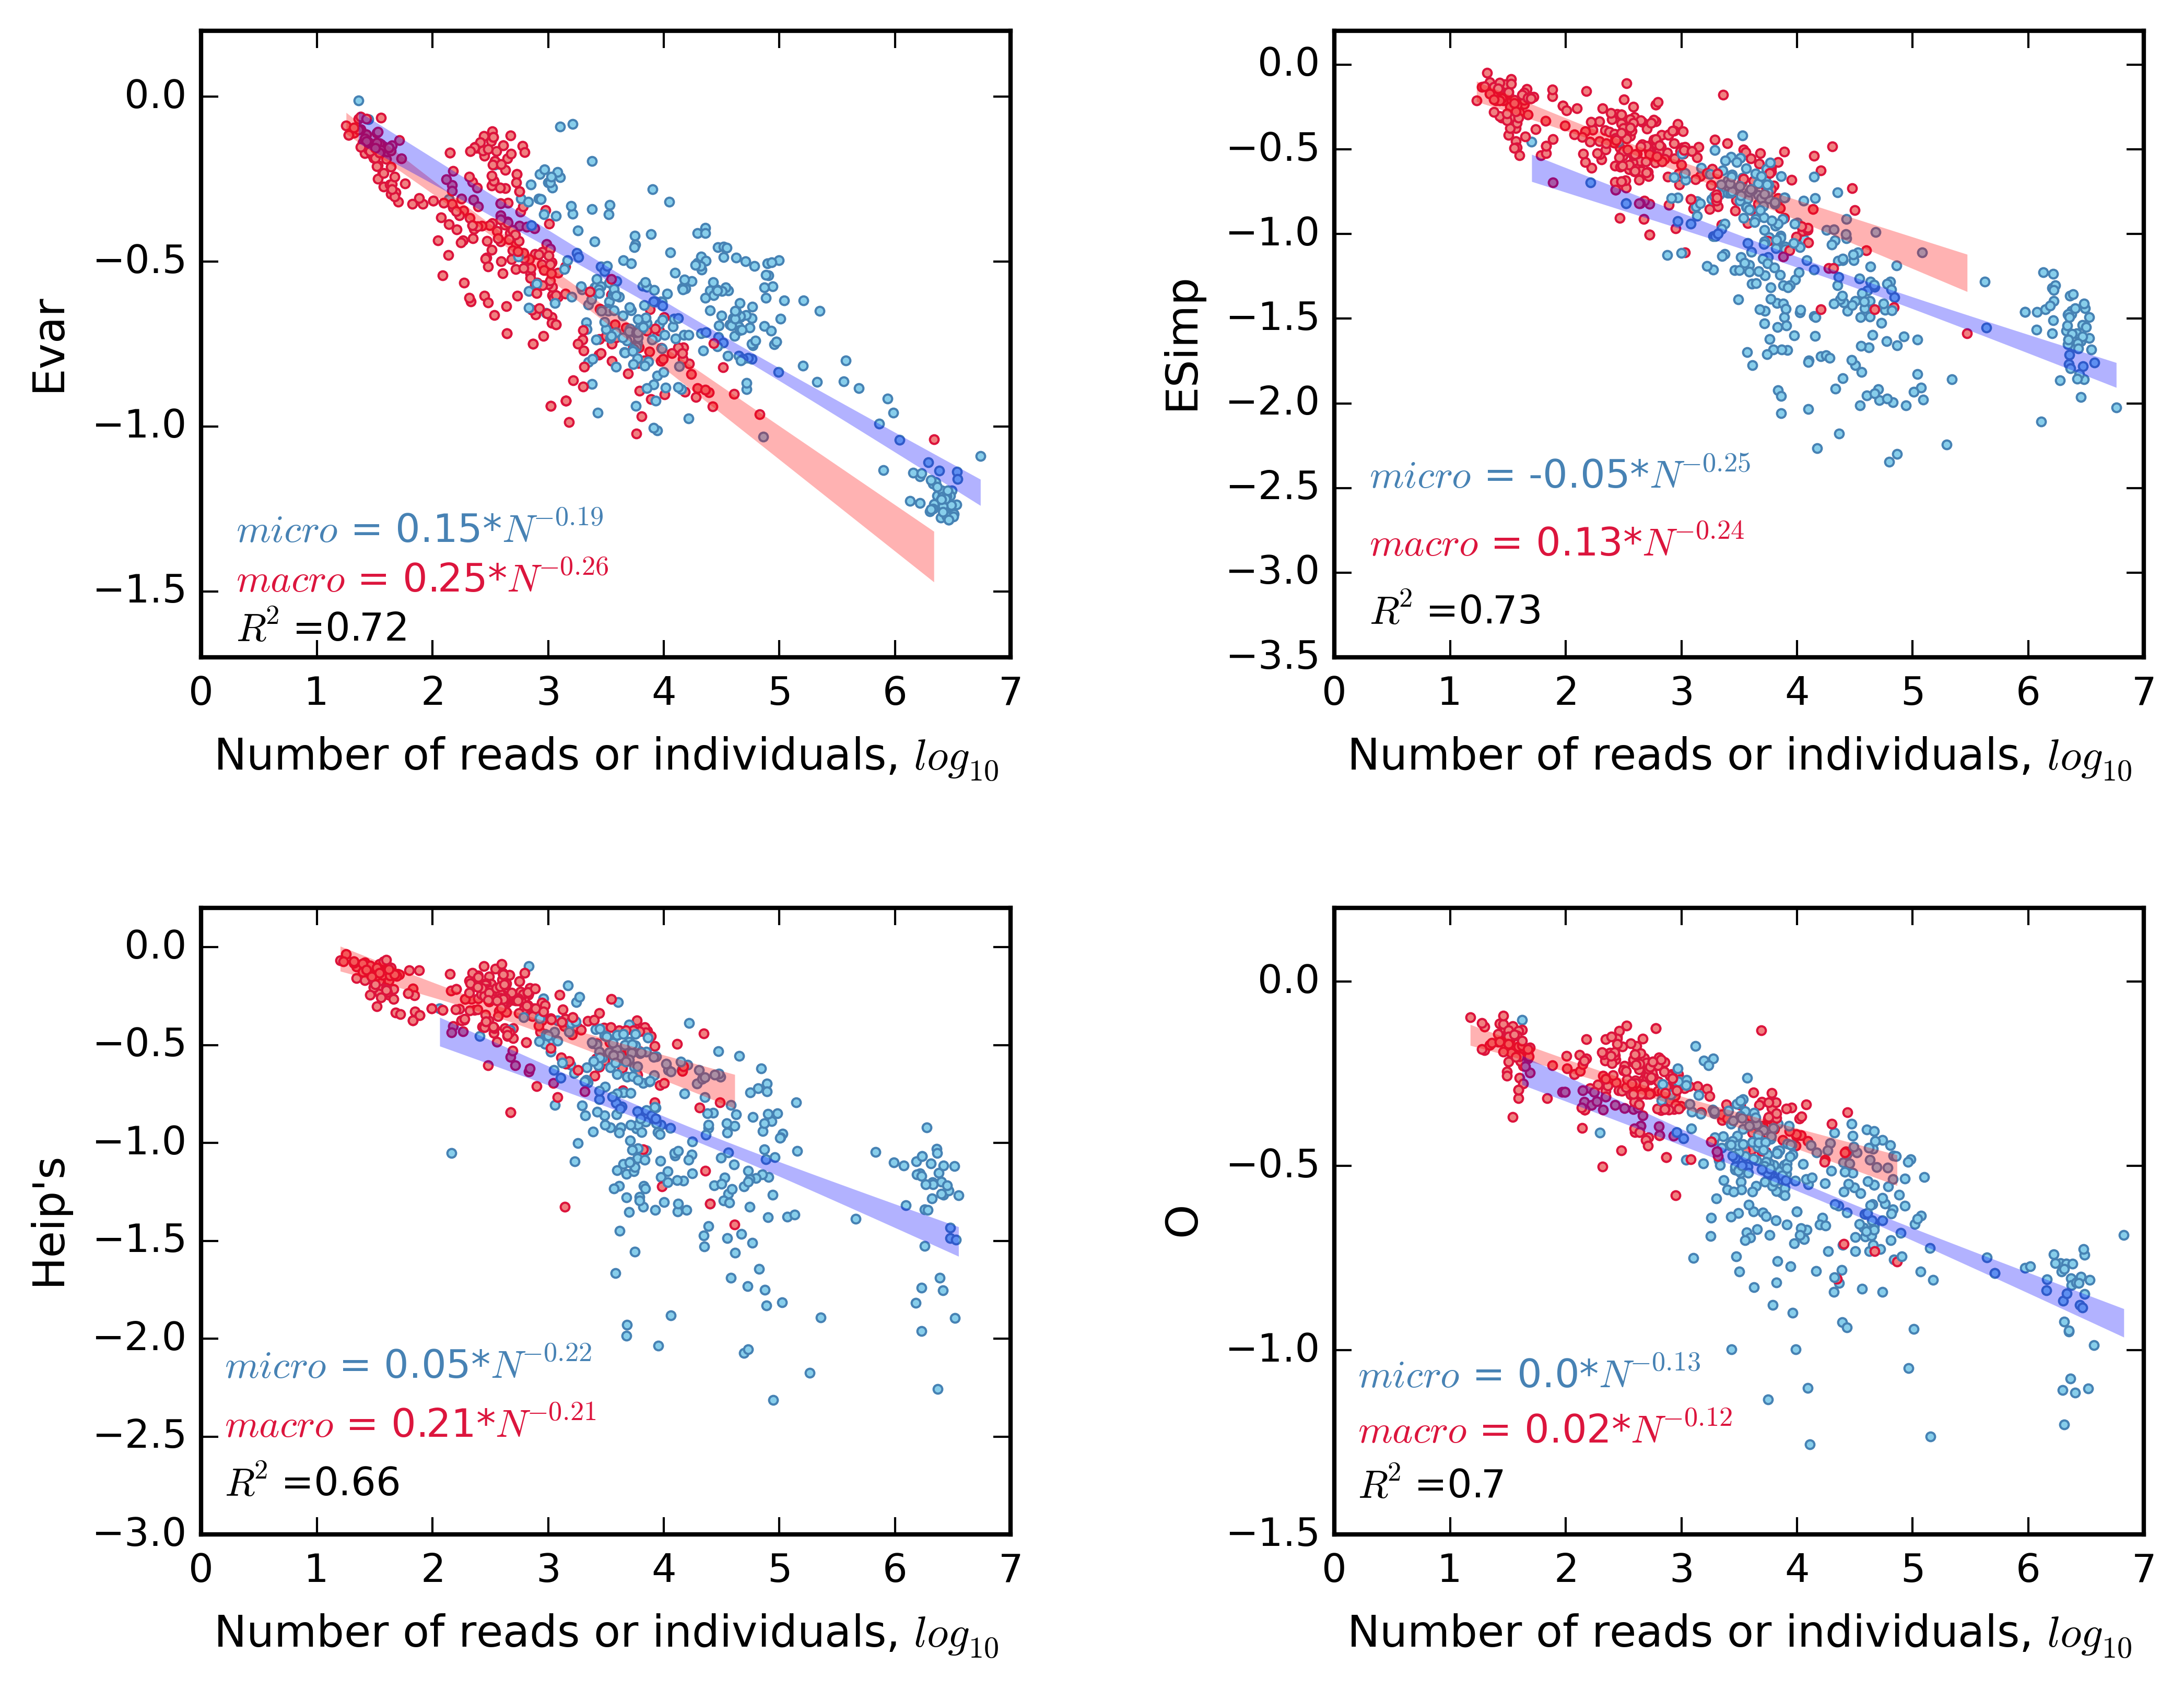 Evar
0.0
−0.5
−1.0
−1.5
micro = 0.15*N^−0.19
macro = 0.25*N^−0.26
R² =0.72
0 1 2 3 4 5 6 7
Number of reads or individuals, log₁₀
ESimp
0.0
−0.5
−1.0
−1.5
−2.0
−2.5
−3.0
−3.5
micro = -0.05*N^−0.25
macro = 0.13*N^−0.24
R² =0.73
0 1 2 3 4 5 6 7
Number of reads or individuals, log₁₀
Heip's
0.0
−0.5
−1.0
−1.5
−2.0
−2.5
−3.0
micro = 0.05*N^−0.22
macro = 0.21*N^−0.21
R² =0.66
0 1 2 3 4 5 6 7
Number of reads or individuals, log₁₀
O
0.0
−0.5
−1.0
−1.5
micro = 0.0*N^−0.13
macro = 0.02*N^−0.12
R² =0.7
0 1 2 3 4 5 6 7
Number of reads or individuals, log₁₀